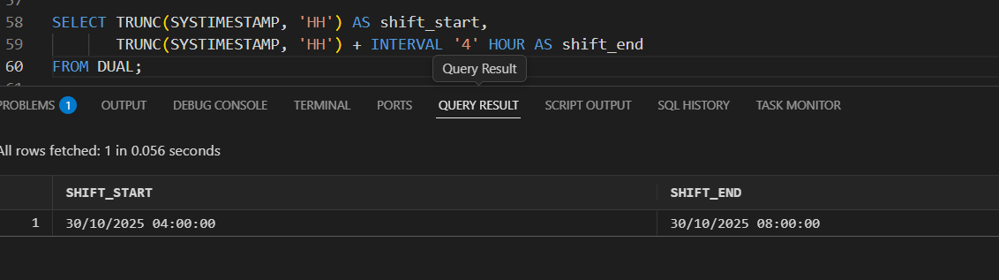 58 SELECT TRUNC(SYSTIMESTAMP, 'HH') AS shift_start,
59 TRUNC(SYSTIMESTAMP, 'HH') + INTERVAL '4' HOUR AS shift_end
60 FROM DUAL;
Query Result
PROBLEMS 1 OUTPUT DEBUG CONSOLE TERMINAL PORTS QUERY RESULT SCRIPT OUTPUT SQL HISTORY TASK MONITOR
All rows fetched: 1 in 0.056 seconds
SHIFT_START SHIFT_END
1 30/10/2025 04:00:00 30/10/2025 08:00:00